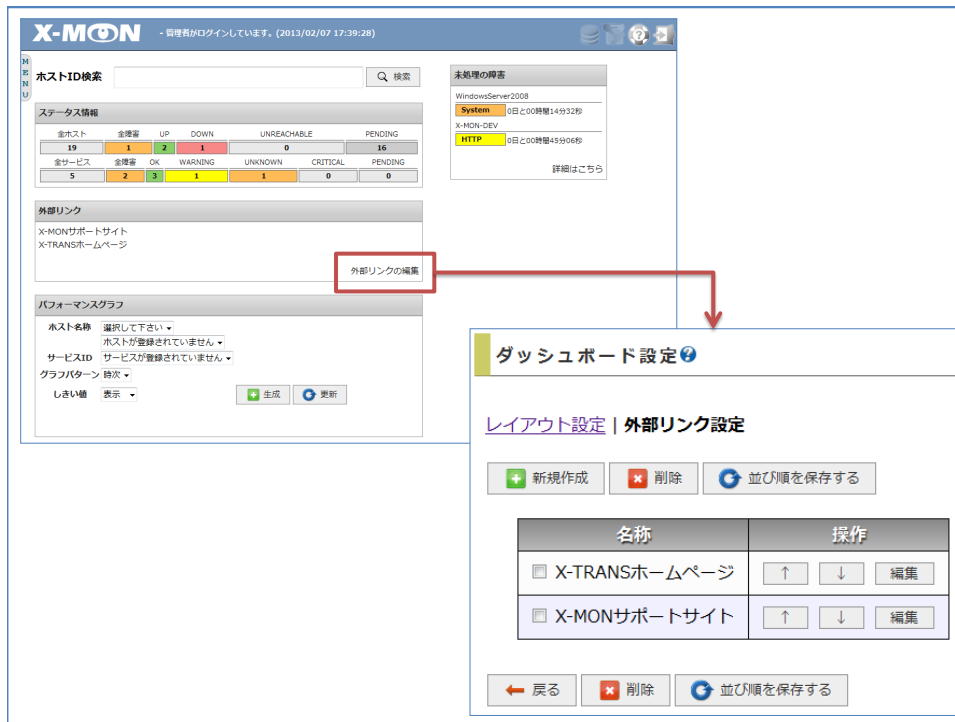 X-MON - 管理者がログインしています。(2013/02/07 17:39:28)
MENU
ホストID検索 検索
ステータス情報
全ホスト 全障害 UP DOWN UNREACHABLE PENDING
19 1 2 1 0 16
全サービス 全障害 OK WARNING UNKNOWN CRITICAL PENDING
5 2 3 1 1 0 0
未処理の障害
WindowsServer2008
System 0日と00時間14分32秒
X-MON-DEV
HTTP 0日と00時間45分06秒
詳細はこちら
外部リンク
X-MONサポートサイト
X-TRANSホームページ
外部リンクの編集
パフォーマンスグラフ
ホスト名称 選択して下さい
ホストが登録されていません
サービスID サービスが登録されていません
グラフパターン 時次
しきい値 表示 生成 更新
ダッシュボード設定
レイアウト設定 | 外部リンク設定
新規作成 削除 並び順を保存する
名称 操作
X-TRANSホームページ ↑ ↓ 編集
X-MONサポートサイト ↑ ↓ 編集
戻る 削除 並び順を保存する